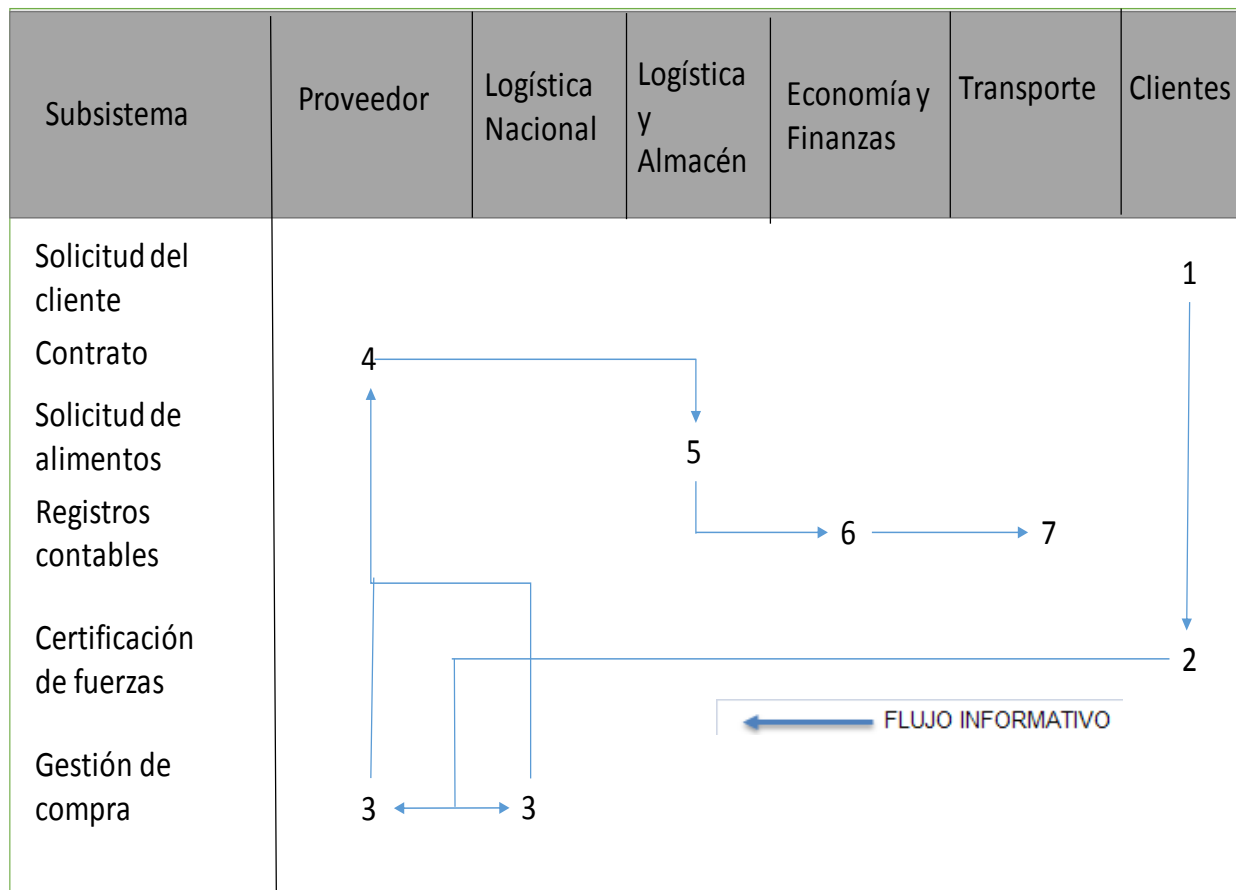 Subsistema
Proveedor
Logística
Nacional
Logística
y
Almacén
Economía y
Finanzas
Transporte
Clientes
Solicitud del
cliente
1
Contrato
4
Solicitud de
alimentos
5
Registros
contables
6
7
Certificación
de fuerzas
2
FLUJO INFORMATIVO
Gestión de
compra
3
3